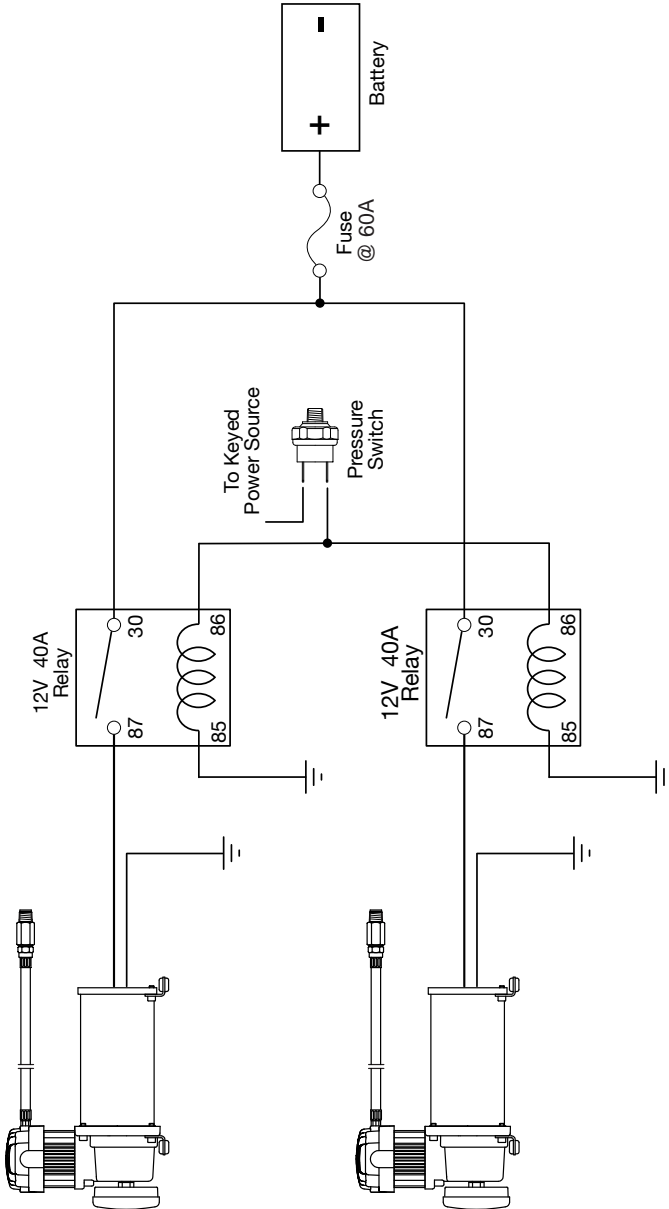 12V 40A
Relay
30
87
86
85
To Keyed
Power Source
Pressure
Switch
Fuse
@ 60A
+
-
Battery
12V 40A
Relay
30
87
86
85